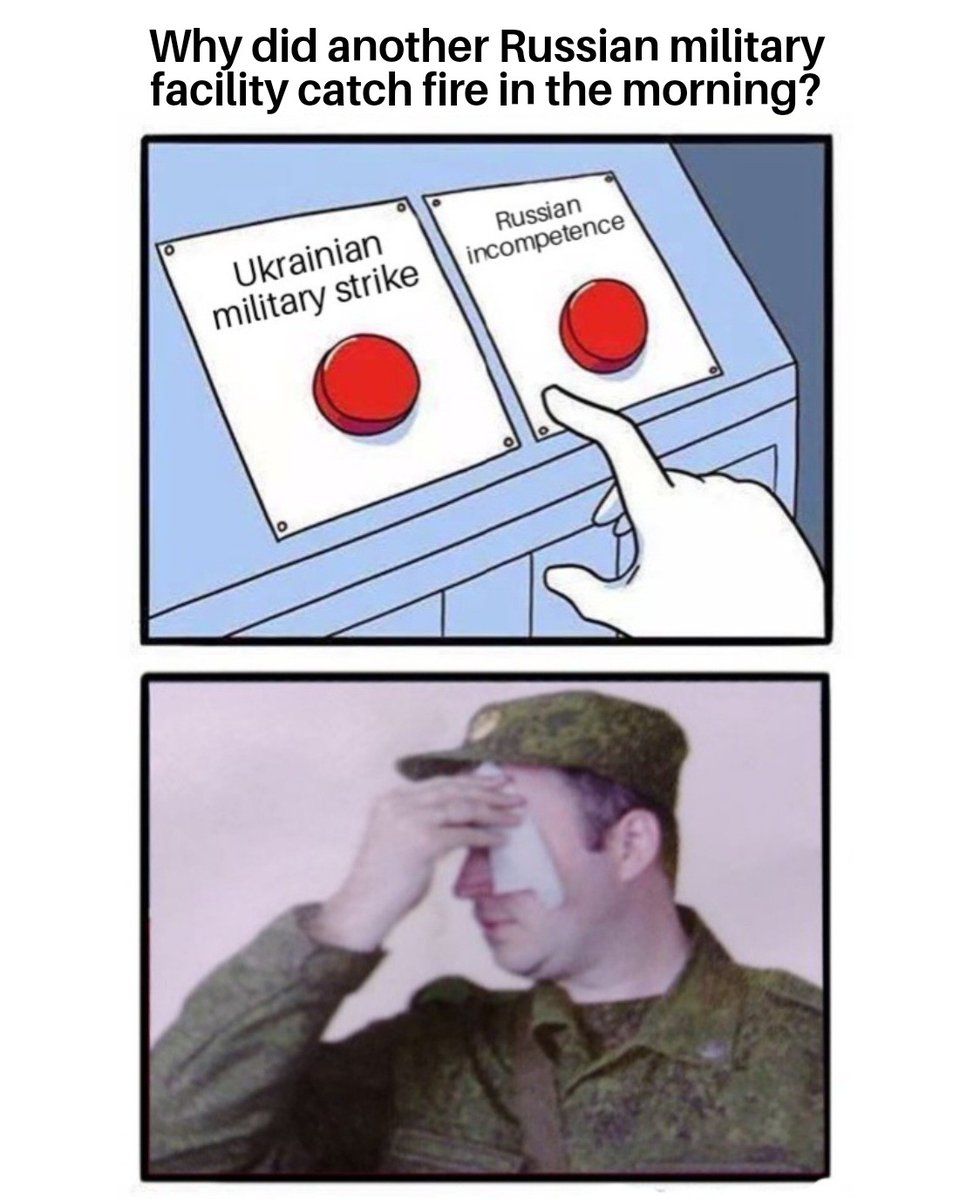 Why did another Russian military
facility catch fire in the morning?
Ukrainian
military strike
Russian
incompetence